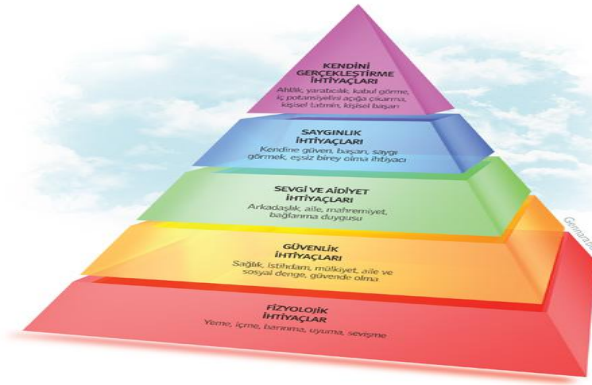 KENDİNİ
GERÇEKLEŞTİRME
İHTİYAÇLARI
Ahlâk, yaratıcılık, kabul görme,
iç potansiyelini açığa çıkarma,
kişisel tatmin, kişisel başarı
SAYGINLIK
İHTİYAÇLARI
Kendine güven, başarı, saygı
görmek, eşsiz birey olma ihtiyacı
SEVGİ VE AİDİYET
İHTİYAÇLARI
Arkadaşlık, aile, mahremiyet,
bağlanma duygusu
GÜVENLİK
İHTİYAÇLARI
Sağlık, istihdam, mülkiyet, aile ve
sosyal denge, güvende olma
FİZYOLOJİK
İHTİYAÇLAR
Yeme, içme, barınma, uyuma, sevişme